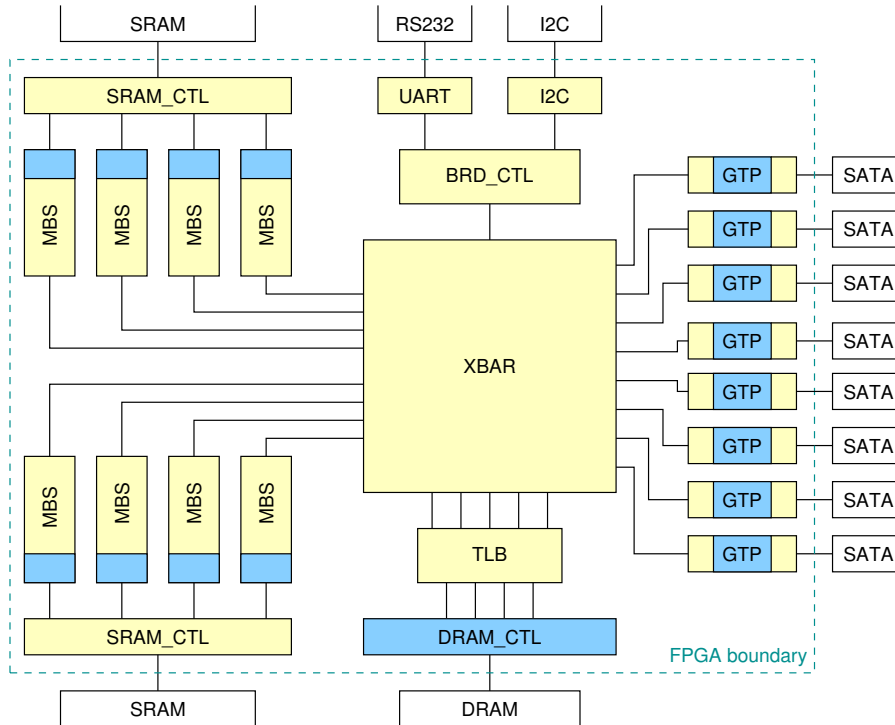 SRAM
RS232
I2C
SRAM_CTL
UART
I2C
BRD_CTL
MBS
MBS
MBS
MBS
GTP
SATA
GTP
SATA
GTP
SATA
GTP
SATA
XBAR
GTP
SATA
GTP
SATA
GTP
SATA
GTP
SATA
MBS
MBS
MBS
MBS
TLB
SRAM_CTL
DRAM_CTL
FPGA boundary
SRAM
DRAM